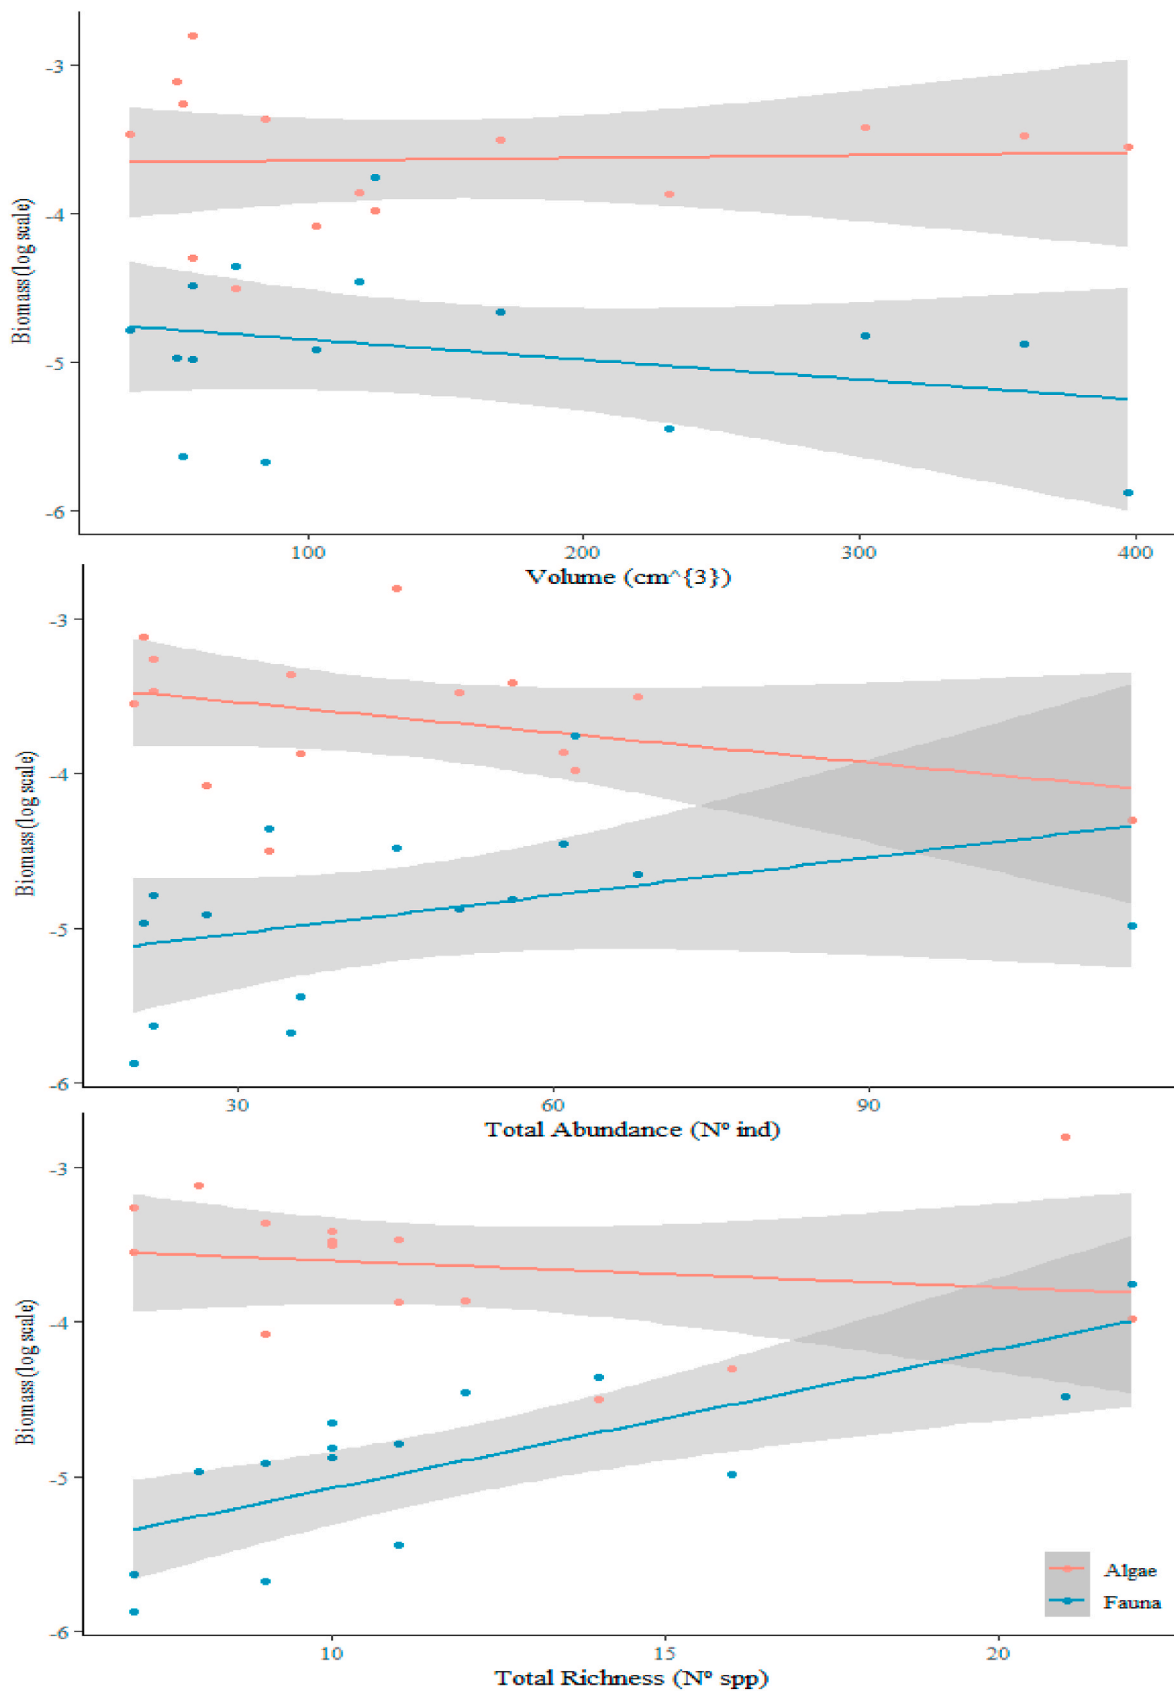 -3
-4
-5
-6
Biomass (log scale)
100 200 300 400
Volume (cm^{3})
-3
-4
-5
-6
Biomass (log scale)
30 60 90
Total Abundance (Nº ind)
-3
-4
-5
-6
Biomass (log scale)
Algae
Fauna
10 15 20
Total Richness (Nº spp)